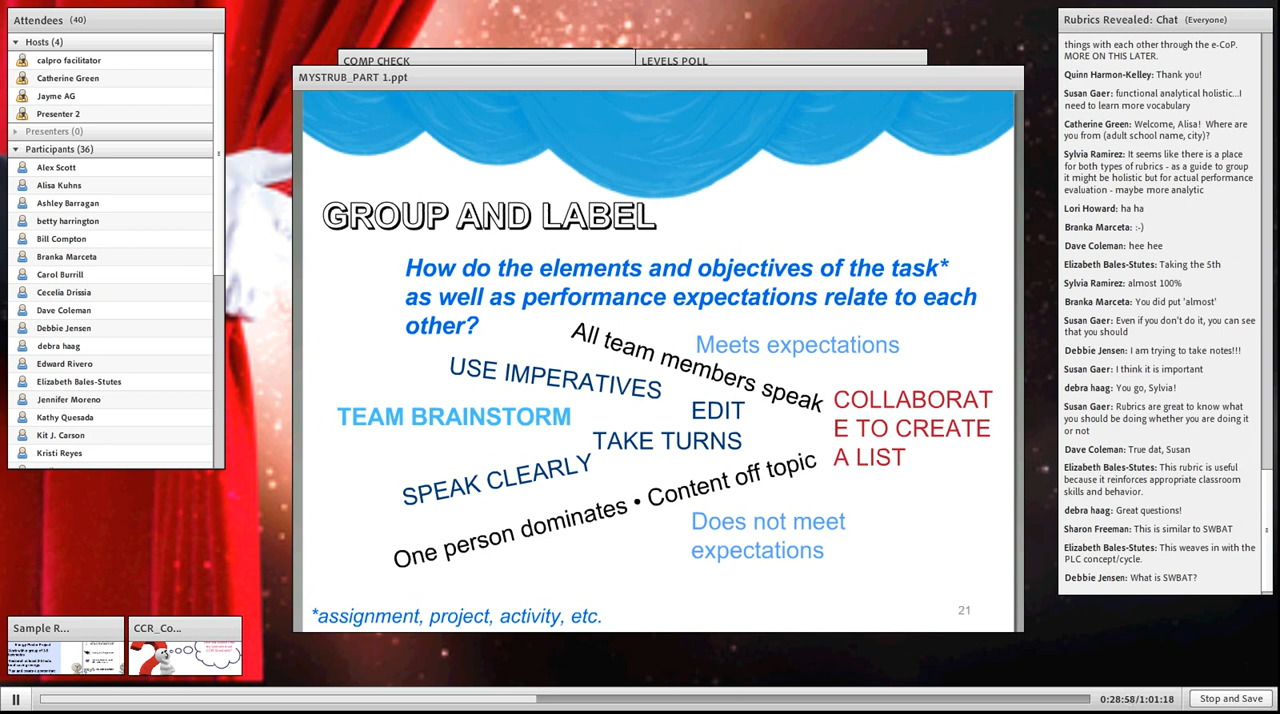 Attendees (40)
Hosts (4)
calpro facilitator
Catherine Green
Jayme AG
Presenter 2
Presenters (0)
Participants (36)
Alex Scott
Alisa Kuhns
Ashley Barragan
betty harrington
Bill Compton
Branka Marceta
Carol Burrill
Cecelia Drissia
Dave Coleman
Debbie Jensen
debra haag
Edward Rivero
Elizabeth Bales-Stutes
Jennifer Moreno
Kathy Quesada
Kit J. Carson
Kristi Reyes
Sample R...
CCR_Co...
COMP CHECK
LEVELS POLL
MYSTRUB_PART 1.ppt
GROUP AND LABEL
How do the elements and objectives of the task*
as well as performance expectations relate to each
other?
All team members speak
Meets expectations
USE IMPERATIVES
TEAM BRAINSTORM
EDIT
COLLABORAT
E TO CREATE
A LIST
TAKE TURNS
SPEAK CLEARLY
One person dominates • Content off topic
Does not meet
expectations
*assignment, project, activity, etc.
21
Rubrics Revealed: Chat (Everyone)
things with each other through the e-CoP.
MORE ON THIS LATER.
Quinn Harmon-Kelley: Thank you!
Susan Gaer: functional analytical holistic...I
need to learn more vocabulary
Catherine Green: Welcome, Alisa! Where are
you from (adult school name, city)?
Sylvia Ramirez: It seems like there is a place
for both types of rubrics - as a guide to group
it might be holistic but for actual performance
evaluation - maybe more analytic
Lori Howard: ha ha
Branka Marceta: :-)
Dave Coleman: hee hee
Elizabeth Bales-Stutes: Taking the 5th
Sylvia Ramirez: almost 100%
Branka Marceta: You did put 'almost'
Susan Gaer: Even if you don't do it, you can see
that you should
Debbie Jensen: I am trying to take notes!!!
Susan Gaer: I think it is important
debra haag: You go, Sylvia!
Susan Gaer: Rubrics are great to know what
you should be doing whether you are doing it
or not
Dave Coleman: True dat, Susan
Elizabeth Bales-Stutes: This rubric is useful
because it reinforces appropriate classroom
skills and behavior.
debra haag: Great questions!
Sharon Freeman: This is similar to SWBAT
Elizabeth Bales-Stutes: This weaves in with the
PLC concept/cycle.
Debbie Jensen: What is SWBAT?
0:28:58/1:01:18
Stop and Save